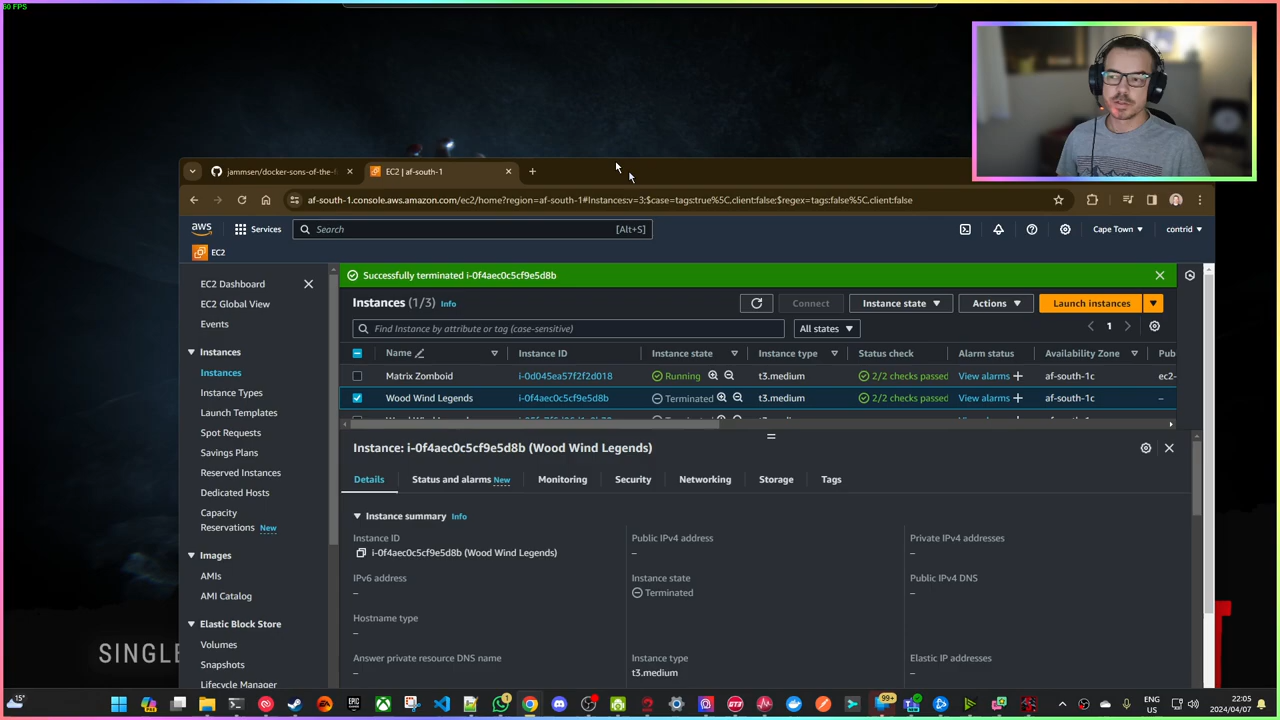 60 FPS
jammsen/docker-sons-of-the-f
EC2 | af-south-1
af-south-1.console.aws.amazon.com/ec2/home?region=af-south-1#Instances:v=3;$case=tags:true%5C,client:false;$regex=tags:false%5C,client:false
aws
Services
Search
[Alt+S]
Cape Town
contrid
EC2
EC2 Dashboard
EC2 Global View
Events
Instances
Instances
Instance Types
Launch Templates
Spot Requests
Savings Plans
Reserved Instances
Dedicated Hosts
Capacity
Reservations New
Images
AMIs
AMI Catalog
Elastic Block Store
Volumes
Snapshots
Lifecycle Manager
Successfully terminated i-0f4aec0c5cf9e5d8b
Instances (1/3) Info
Connect
Instance state
Actions
Launch instances
Find Instance by attribute or tag (case-sensitive)
All states
1
Name Instance ID Instance state Instance type Status check Alarm status Availability Zone Pub
Matrix Zomboid i-0d045ea57f2f2d018 Running t3.medium 2/2 checks passed View alarms af-south-1c ec2-
Wood Wind Legends i-0f4aec0c5cf9e5d8b Terminated t3.medium 2/2 checks passed View alarms af-south-1c –
Instance: i-0f4aec0c5cf9e5d8b (Wood Wind Legends)
Details
Status and alarms New
Monitoring
Security
Networking
Storage
Tags
Instance summary Info
Instance ID
i-0f4aec0c5cf9e5d8b (Wood Wind Legends)
Public IPv4 address
–
Private IPv4 addresses
–
IPv6 address
–
Instance state
Terminated
Public IPv4 DNS
–
Hostname type
–
Answer private resource DNS name
–
Instance type
t3.medium
Elastic IP addresses
–
SINGLE
15°
1
99+
ENG
US
22:05
2024/04/07